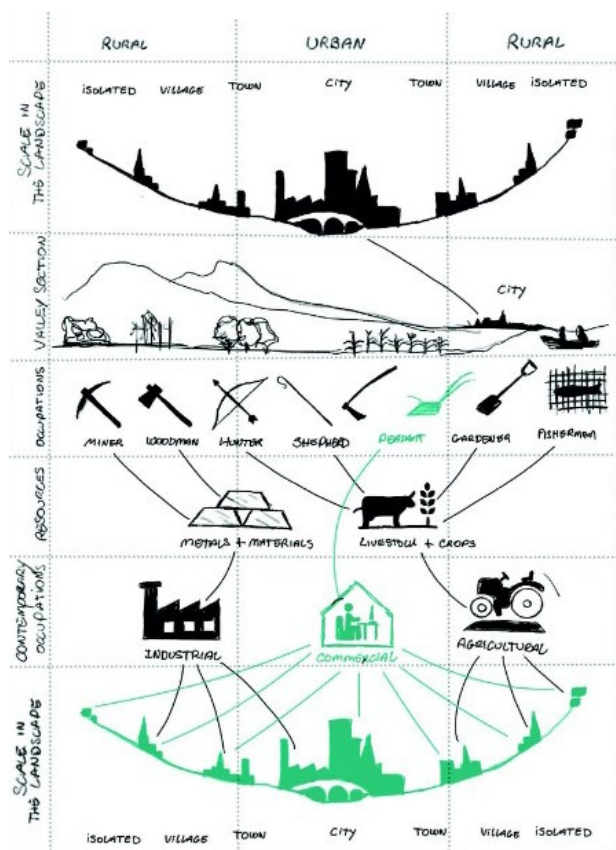 RURAL URBAN RURAL
ISOLATED VILLAGE TOWN CITY TOWN VILLAGE ISOLATED
SCALE IN
THE LANDSCAPE
VALLEY SECTION
CITY
OCCUPATIONS
MINER WOODMAN HUNTER SHEPHEAD PEASANT GARDENER FISHERMAN
RESOURCES
METALS + MATERIALS LIVESTOCK + CROPS
CONTEMPORARY
OCCUPATIONS
INDUSTRIAL COMMERCIAL AGRICULTURAL
SCALE IN
THE LANDSCAPE
ISOLATED VILLAGE TOWN CITY TOWN VILLAGE ISOLATED